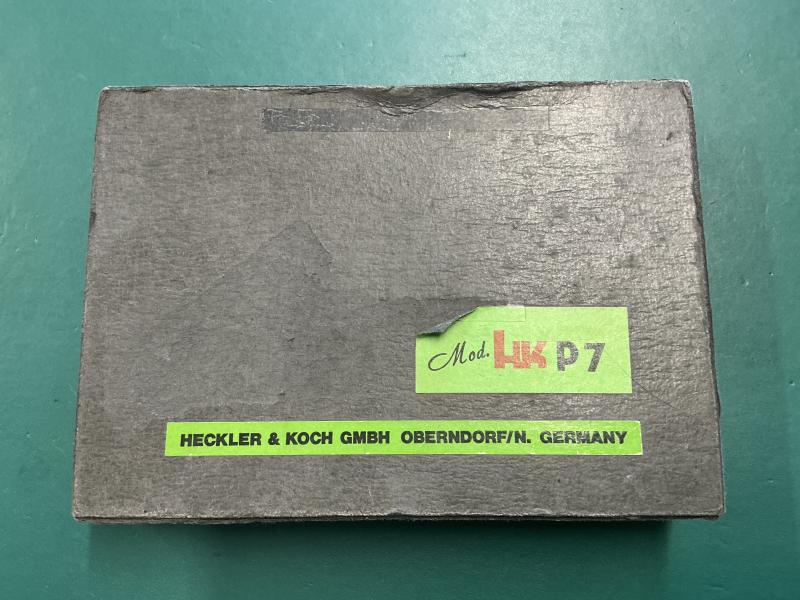 Mod. HK P7
HECKLER & KOCH GMBH OBERNDORF/N. GERMANY